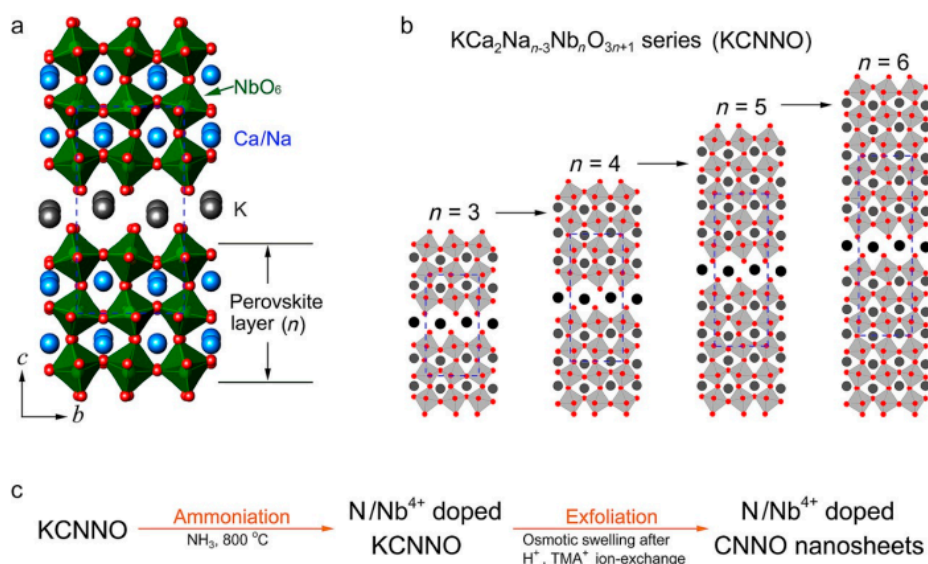 a
NbO₆
Ca/Na
K
Perovskite
layer (n)
c
b
b
KCa₂Naₙ₋₃NbₙO₃ₙ₊₁ series (KCNNO)
n = 3
n = 4
n = 5
n = 6
c
KCNNO
Ammoniation
NH₃, 800 °C
N/Nb⁴⁺ doped
KCNNO
Exfoliation
Osmotic swelling after
H⁺, TMA⁺ ion-exchange
N/Nb⁴⁺ doped
CNNO nanosheets